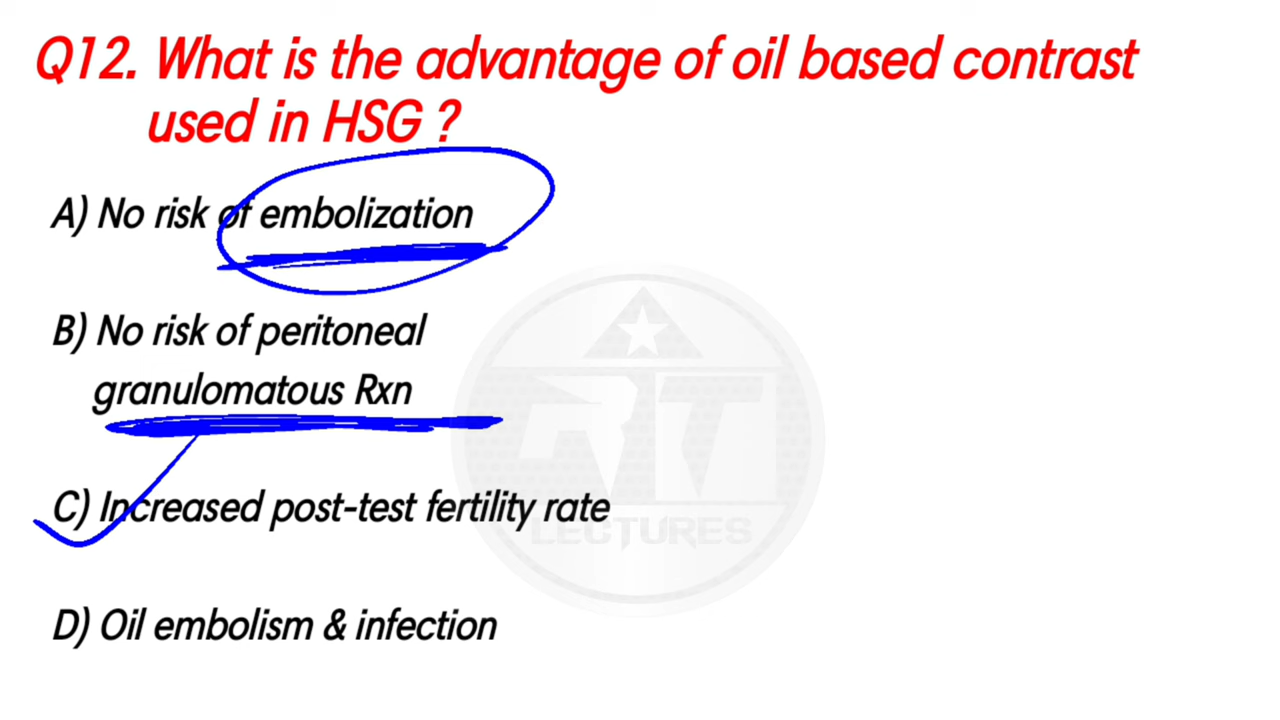 Q12. What is the advantage of oil based contrast
used in HSG ?
A) No risk of embolization
B) No risk of peritoneal
granulomatous Rxn
C) Increased post-test fertility rate
D) Oil embolism & infection
RT
LECTURES